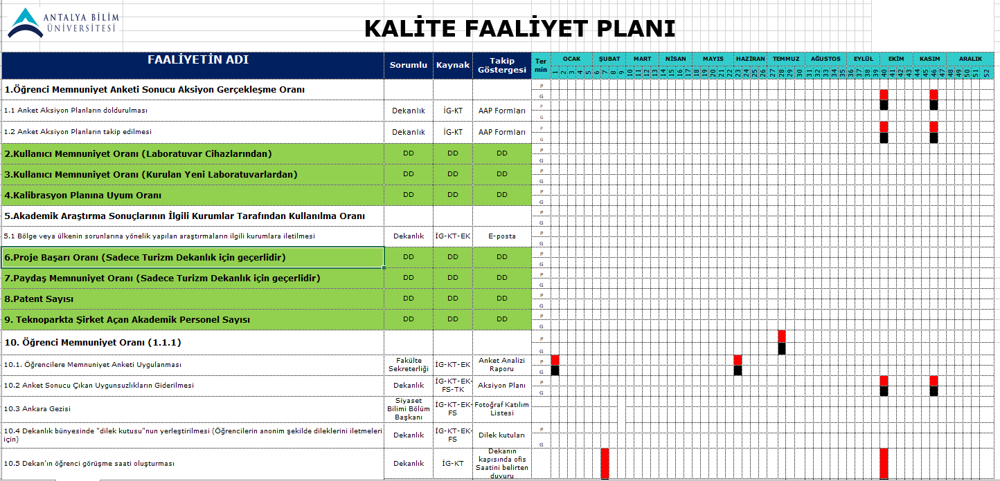 ANTALYA BİLİM
ÜNİVERSİTESİ
KALİTE FAALİYET PLANI
FAALİYETİN ADI Sorumlu Kaynak Takip Göstergesi Ter min OCAK ŞUBAT MART NİSAN MAYIS HAZİRAN TEMMUZ AĞUSTOS EYLÜL EKİM KASIM ARALIK
1 2 3 4 5 6 7 8 9 10 11 12 13 14 15 16 17 18 19 20 21 22 23 24 25 26 27 28 29 30 31 32 33 34 35 36 37 38 39 40 41 42 43 44 45 46 47 48 49 50 51 52
1.Öğrenci Memnuniyet Anketi Sonucu Aksiyon Gerçekleşme Oranı P G
1.1 Anket Aksiyon Planların doldurulması Dekanlık İG-KT AAP Formları P G
1.2 Anket Aksiyon Planların takip edilmesi Dekanlık İG-KT AAP Formları P G
2.Kullanıcı Memnuniyet Oranı (Laboratuvar Cihazlarından) DD DD DD P G
3.Kullanıcı Memnuniyet Oranı (Kurulan Yeni Laboratuvarlardan) DD DD DD P G
4.Kalibrasyon Planına Uyum Oranı DD DD DD P G
5.Akademik Araştırma Sonuçlarının İlgili Kurumlar Tarafından Kullanılma Oranı P G
5.1 Bölge veya ülkenin sorunlarına yönelik yapılan araştırmaların ilgili kurumlara iletilmesi Dekanlık İG-KT-EK E-posta P G
6.Proje Başarı Oranı (Sadece Turizm Dekanlık için geçerlidir) DD DD DD P G
7.Paydaş Memnuniyet Oranı (Sadece Turizm Dekanlık için geçerlidir) DD DD DD P G
8.Patent Sayısı DD DD DD P G
9. Teknoparkta Şirket Açan Akademik Personel Sayısı DD DD DD P G
10. Öğrenci Memnuniyet Oranı (1.1.1) P G
10.1. Öğrencilere Memeruniyet Anketi Uygulanması Fakülte Sekreterliği İG-KT-EK Anket Analizi Raporu P G
10.2 Anket Sonucu Çıkan Uygunsuzlukların Giderilmesi Dekanlık İG-KT-EK-FS-TK Aksiyon Planı P G
10.3 Ankara Gezisi Siyaset Bilimi Bölüm Başkanı İG-KT-EK-FS Fotoğraf Katılım Listesi
10.4 Dekanlık bünyesinde "dilek kutusu"nun yerleştirilmesi (Öğrencilerin anonim şekilde dileklerini iletmeleri için) Dekanlık İG-KT-EK-FS Dilek kutuları P G
10.5 Dekan'ın öğrenci görüşme saati oluşturması Dekanlık İG-KT Dekanın kapısında ofis Saatini belirten duyuru